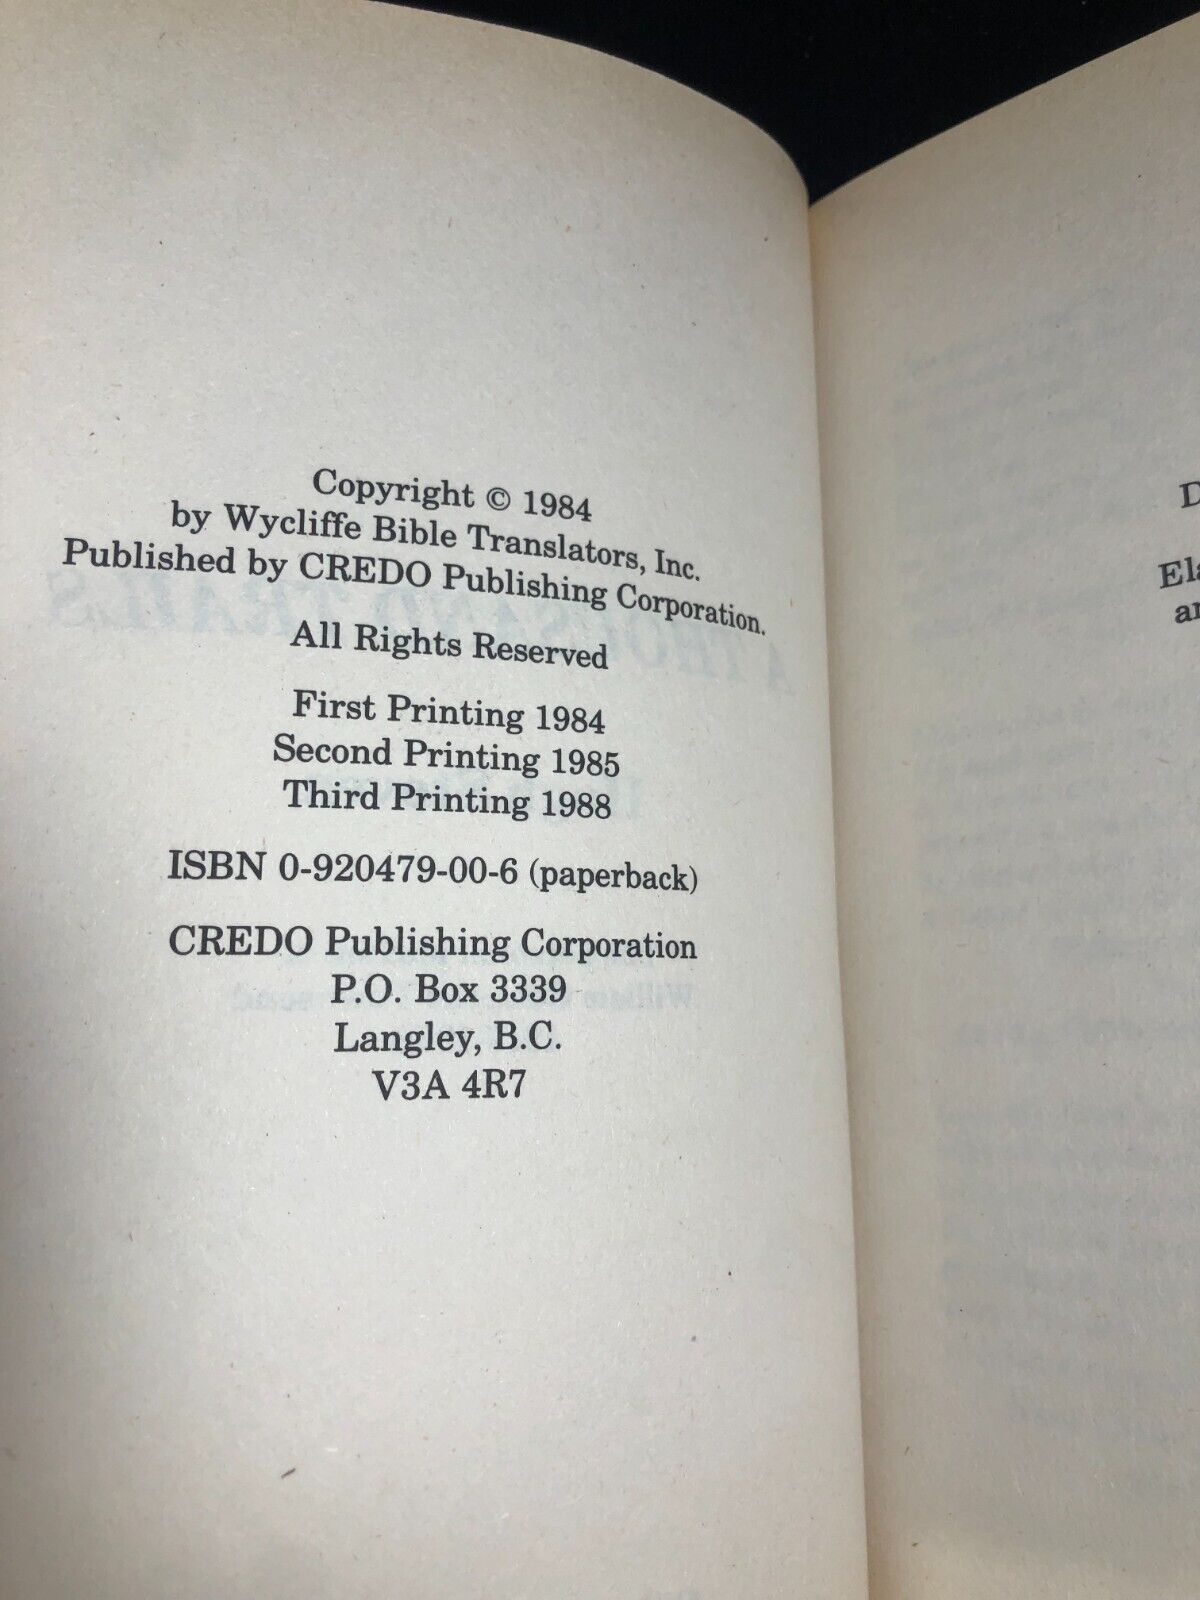 Copyright © 1984
by Wycliffe Bible Translators, Inc.
Published by CREDO Publishing Corporation.
All Rights Reserved
First Printing 1984
Second Printing 1985
Third Printing 1988
ISBN 0-920479-00-6 (paperback)
CREDO Publishing Corporation
P.O. Box 3339
Langley, B.C.
V3A 4R7